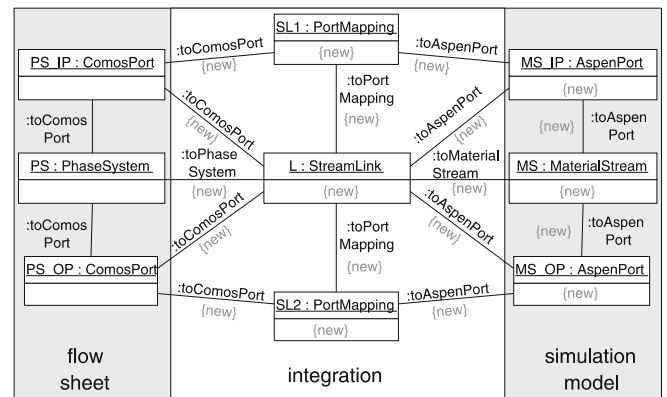 SL1 : PortMapping
{new}
:toComosPort
{new}
:toAspenPort
{new}
PS_IP : ComosPort
MS_IP : AspenPort
{new}
:toPort
Mapping
{new}
:toComos
Port
:toComosPort
{new}
:toAspenPort
{new}
{new}
:toAspen
Port
PS : PhaseSystem
:toPhase
System
{new}
L : StreamLink
{new}
:toMaterial
Stream
{new}
MS : MaterialStream
{new}
:toComos
Port
:toComosPort
{new}
:toPort
Mapping
{new}
:toAspenPort
{new}
{new}
:toAspen
Port
PS_OP : ComosPort
MS_OP : AspenPort
{new}
:toComosPort
{new}
SL2 : PortMapping
{new}
:toAspenPort
{new}
flow
sheet
integration
simulation
model